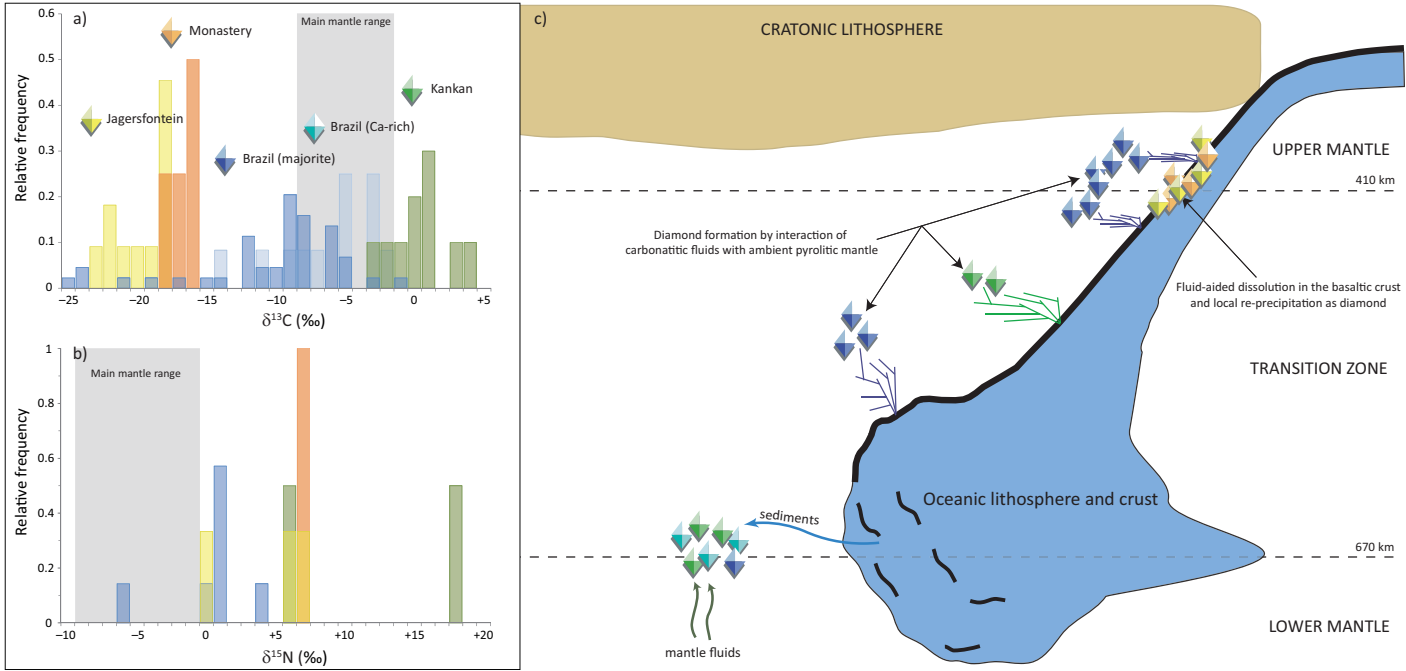 a)
Main mantle range
Monastery
Kankan
Jagersfontein
Brazil (Ca-rich)
Brazil (majorite)
Relative frequency
0.6
0.5
0.4
0.3
0.2
0.1
0
-25
-20
-15
-10
-5
0
+5
δ¹³C (‰)
b)
Main mantle range
Relative frequency
1
0.8
0.6
0.4
0.2
0
–10
–5
0
+5
+10
+15
+20
δ¹⁵N (‰)
c)
CRATONIC LITHOSPHERE
UPPER MANTLE
410 km
Diamond formation by interaction of
carbonatitic fluids with ambient pyrolitic mantle
Fluid-aided dissolution in the basaltic crust
and local re-precipitation as diamond
TRANSITION ZONE
Oceanic lithosphere and crust
sediments
670 km
LOWER MANTLE
mantle fluids